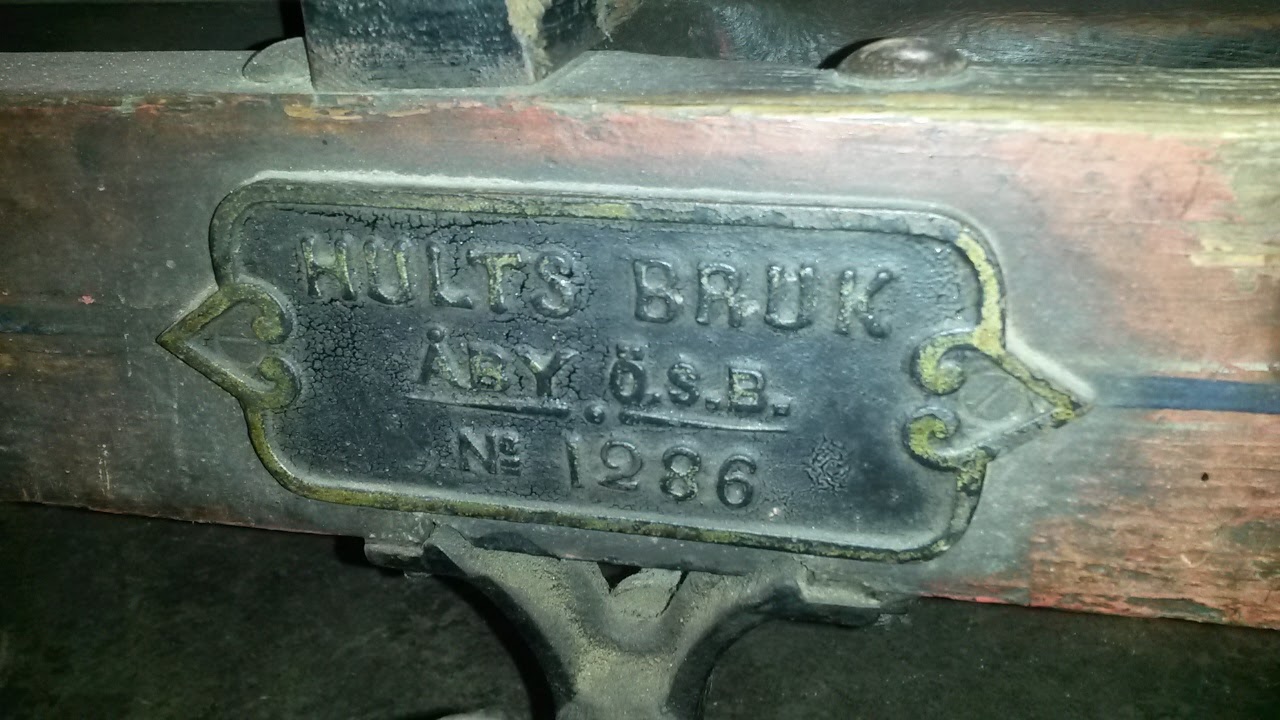 HULTS BRUK
ÅBY Ö.S.B.
Nº 1286